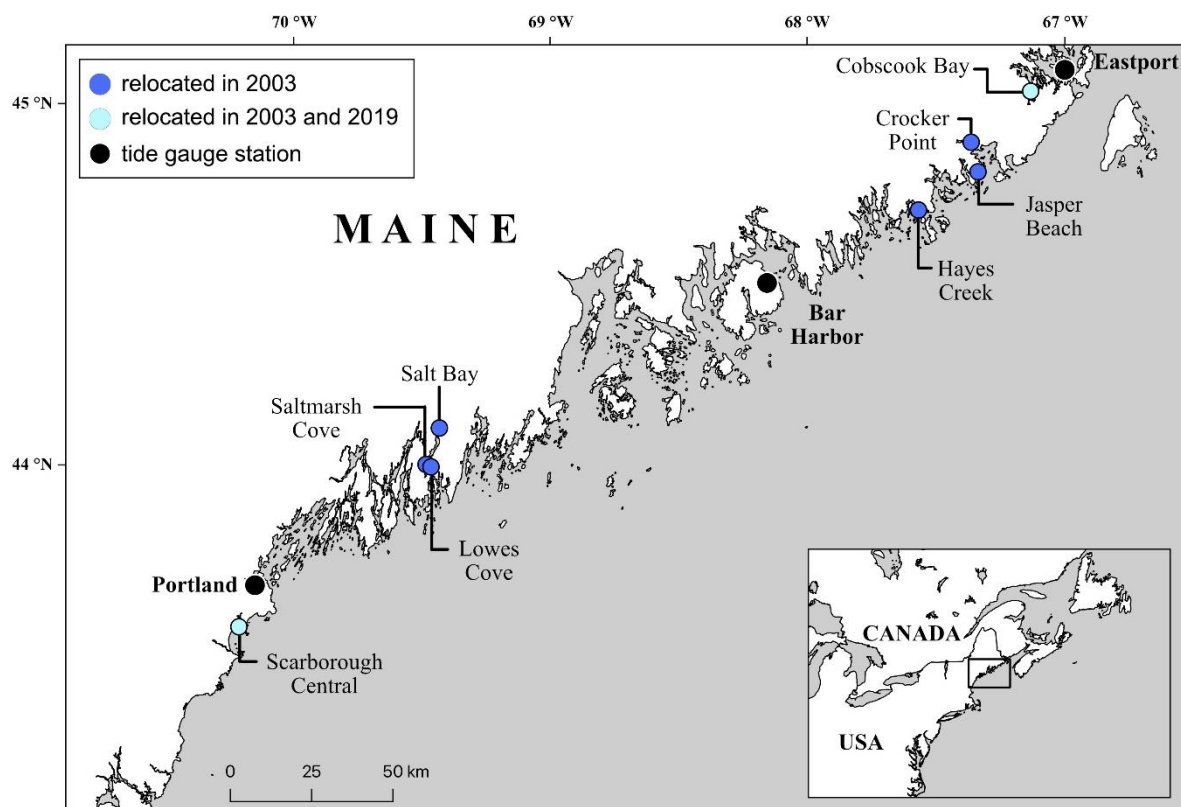 70 °W
69 °W
68 °W
67 °W
relocated in 2003
relocated in 2003 and 2019
tide gauge station
45 °N
44 °N
Cobscook Bay
Eastport
Crocker
Point
Jasper
Beach
Hayes
Creek
MAINE
Bar
Harbor
Salt Bay
Saltmarsh
Cove
Lowes
Cove
Portland
Scarborough
Central
0 25 50 km
CANADA
USA